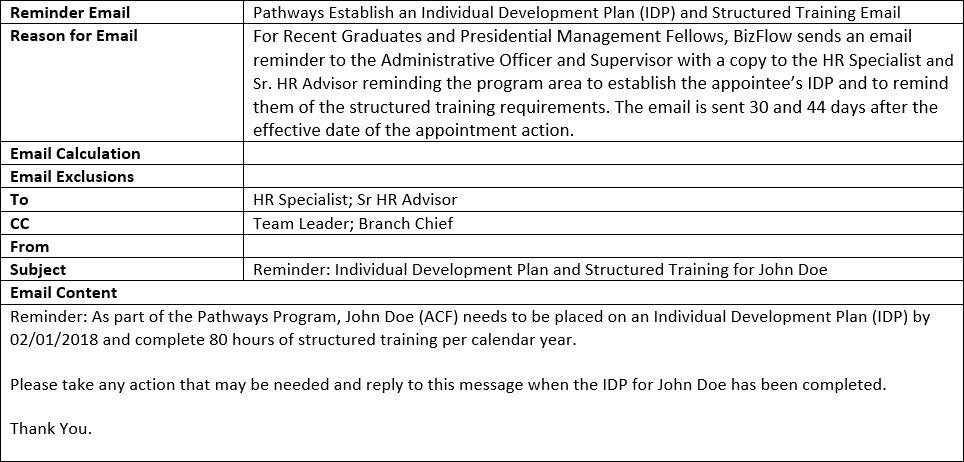 Reminder Email Pathways Establish an Individual Development Plan (IDP) and Structured Training Email
Reason for Email For Recent Graduates and Presidential Management Fellows, BizFlow sends an email
reminder to the Administrative Officer and Supervisor with a copy to the HR Specialist and
Sr. HR Advisor reminding the program area to establish the appointee’s IDP and to remind
them of the structured training requirements. The email is sent 30 and 44 days after the
effective date of the appointment action.
Email Calculation
Email Exclusions
To HR Specialist; Sr HR Advisor
CC Team Leader; Branch Chief
From
Subject Reminder: Individual Development Plan and Structured Training for John Doe
Email Content
Reminder: As part of the Pathways Program, John Doe (ACF) needs to be placed on an Individual Development Plan (IDP) by
02/01/2018 and complete 80 hours of structured training per calendar year.
Please take any action that may be needed and reply to this message when the IDP for John Doe has been completed.
Thank You.